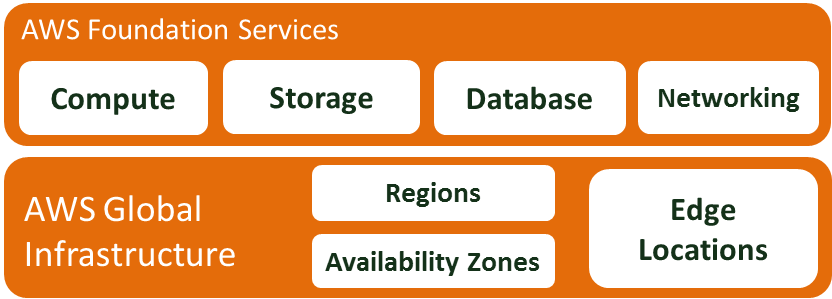 AWS Foundation Services
Compute
Storage
Database
Networking
AWS Global
Infrastructure
Regions
Availability Zones
Edge
Locations